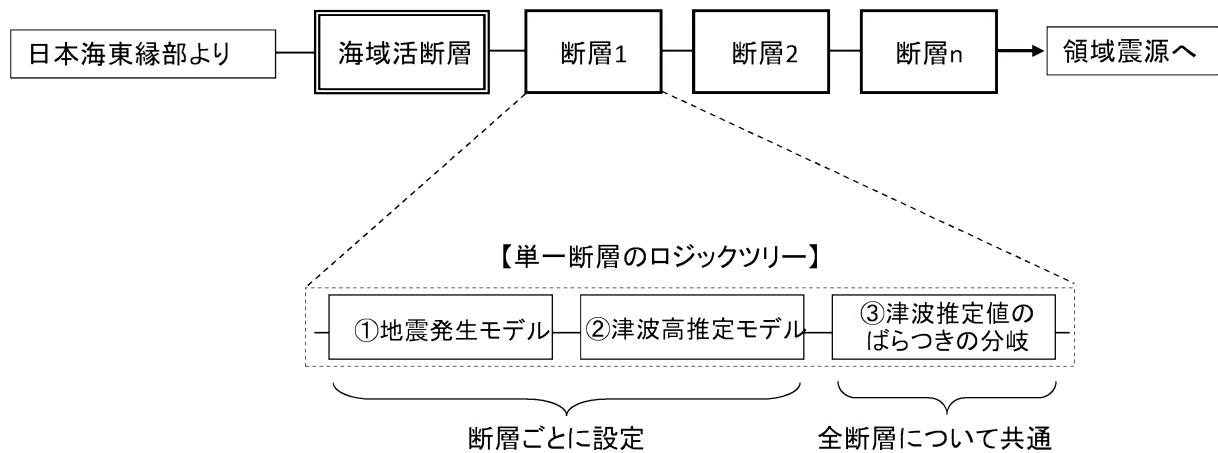 日本海東縁部より
海域活断層
断層1
断層2
断層n
領域震源へ
【単一断層のロジックツリー】
①地震発生モデル
②津波高推定モデル
③津波推定値の
ばらつきの分岐
断層ごとに設定
全断層について共通